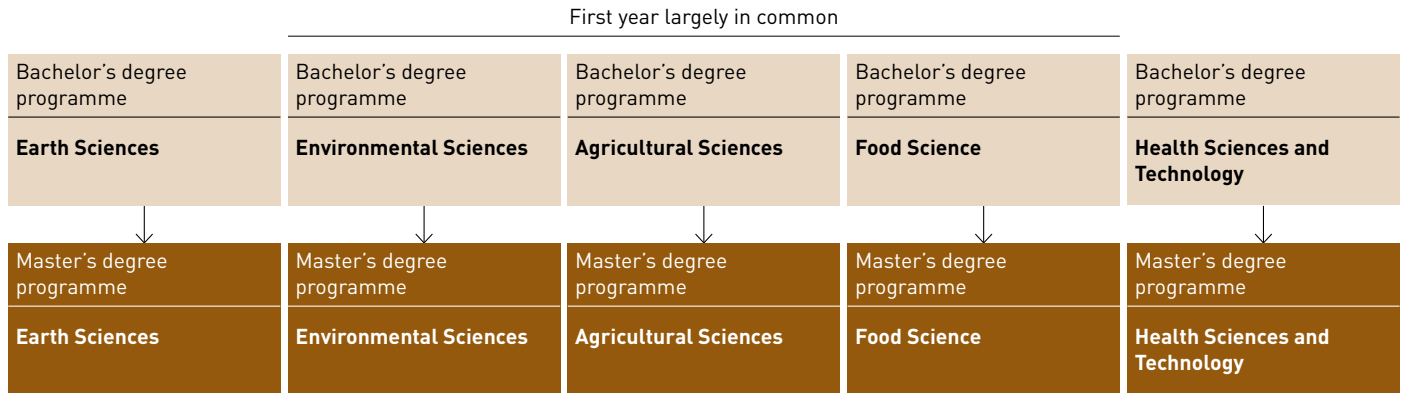 First year largely in common
Bachelor’s degree
programme
Earth Sciences
Bachelor’s degree
programme
Environmental Sciences
Bachelor’s degree
programme
Agricultural Sciences
Bachelor’s degree
programme
Food Science
Bachelor’s degree
programme
Health Sciences and
Technology
Master’s degree
programme
Earth Sciences
Master’s degree
programme
Environmental Sciences
Master’s degree
programme
Agricultural Sciences
Master’s degree
programme
Food Science
Master’s degree
programme
Health Sciences and
Technology